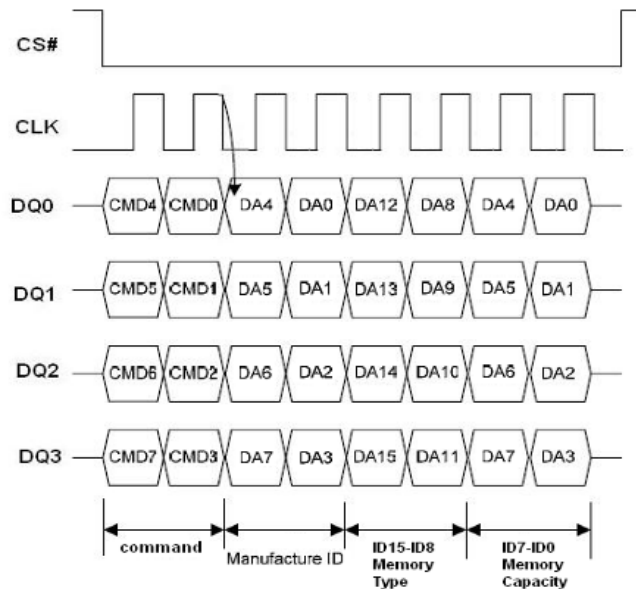 CS#
CLK
DQ0 CMD4 CMD0 DA4 DA0 DA12 DA8 DA4 DA0
DQ1 CMD5 CMD1 DA5 DA1 DA13 DA9 DA5 DA1
DQ2 CMD6 CMD2 DA6 DA2 DA14 DA10 DA6 DA2
DQ3 CMD7 CMD3 DA7 DA3 DA15 DA11 DA7 DA3
command
Manufacture ID
ID15-ID8
Memory
Type
ID7-ID0
Memory
Capacity